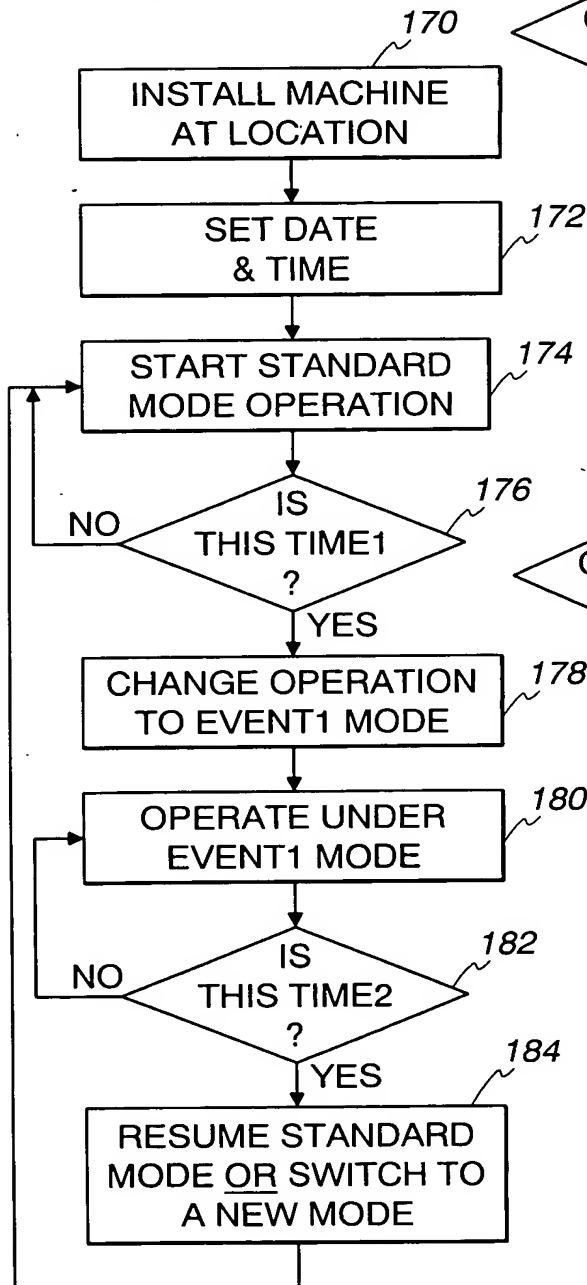 170
INSTALL MACHINE
AT LOCATION
172
SET DATE
& TIME
174
START STANDARD
MODE OPERATION
176
IS
THIS TIME1
?
NO
YES
178
CHANGE OPERATION
TO EVENT1 MODE
180
OPERATE UNDER
EVENT1 MODE
182
IS
THIS TIME2
?
NO
YES
184
RESUME STANDARD
MODE OR SWITCH TO
A NEW MODE